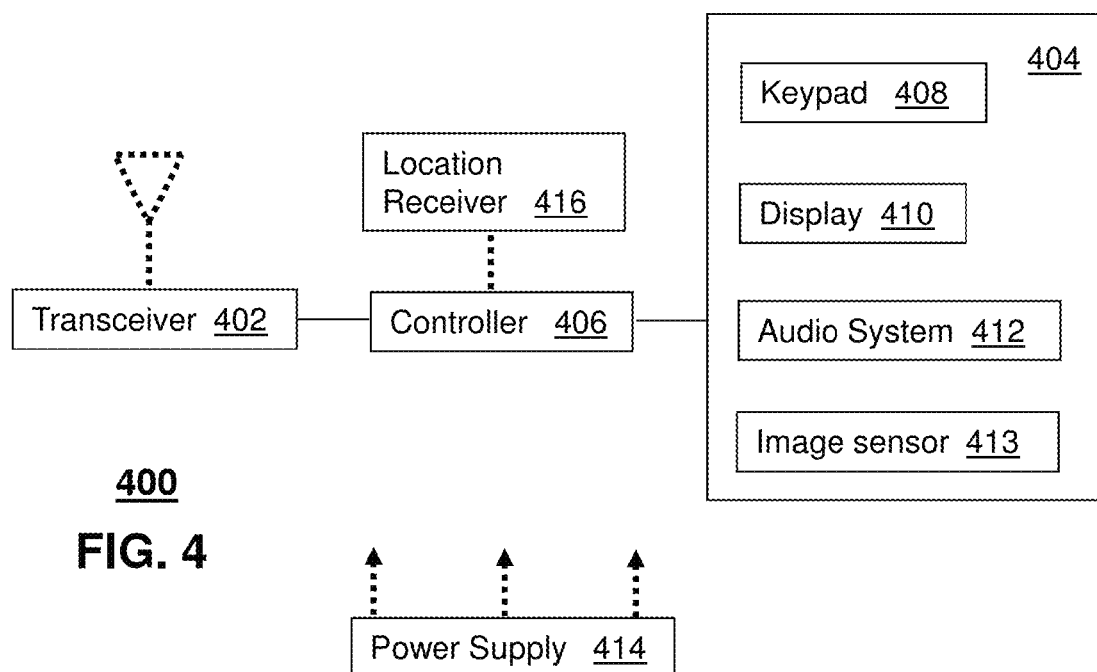 404
Keypad 408
Location
Receiver 416
Display 410
Transceiver 402
Controller 406
Audio System 412
Image sensor 413
400
FIG. 4
Power Supply 414